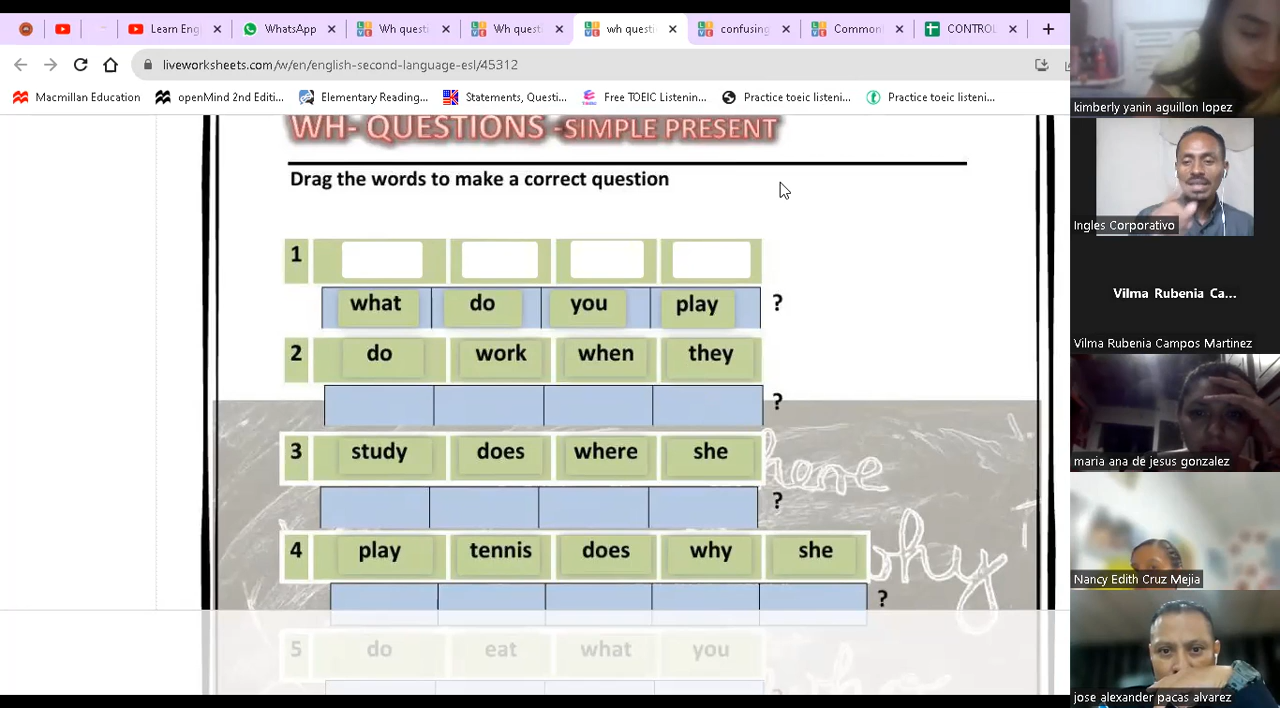 Learn Eng
WhatsApp
Wh questi
Wh questi
wh questi
confusing
Common
CONTROL
liveworksheets.com/w/en/english-second-language-esl/45312
Macmillan Education
openMind 2nd Editi...
Elementary Reading...
Statements, Questi...
Free TOEIC Listenin...
Practice toeic listeni...
Practice toeic listeni...
WH- QUESTIONS -SIMPLE PRESENT
Drag the words to make a correct question
1
what do you play ?
2 do work when they
?
3 study does where she
?
4 play tennis does why she
why
?
5 do eat what you
kimberly yanin aguillon lopez
Ingles Corporativo
Vilma Rubenia Ca...
Vilma Rubenia Campos Martinez
maria ana de jesus gonzalez
Nancy Edith Cruz Mejia
jose alexander pacas alvarez